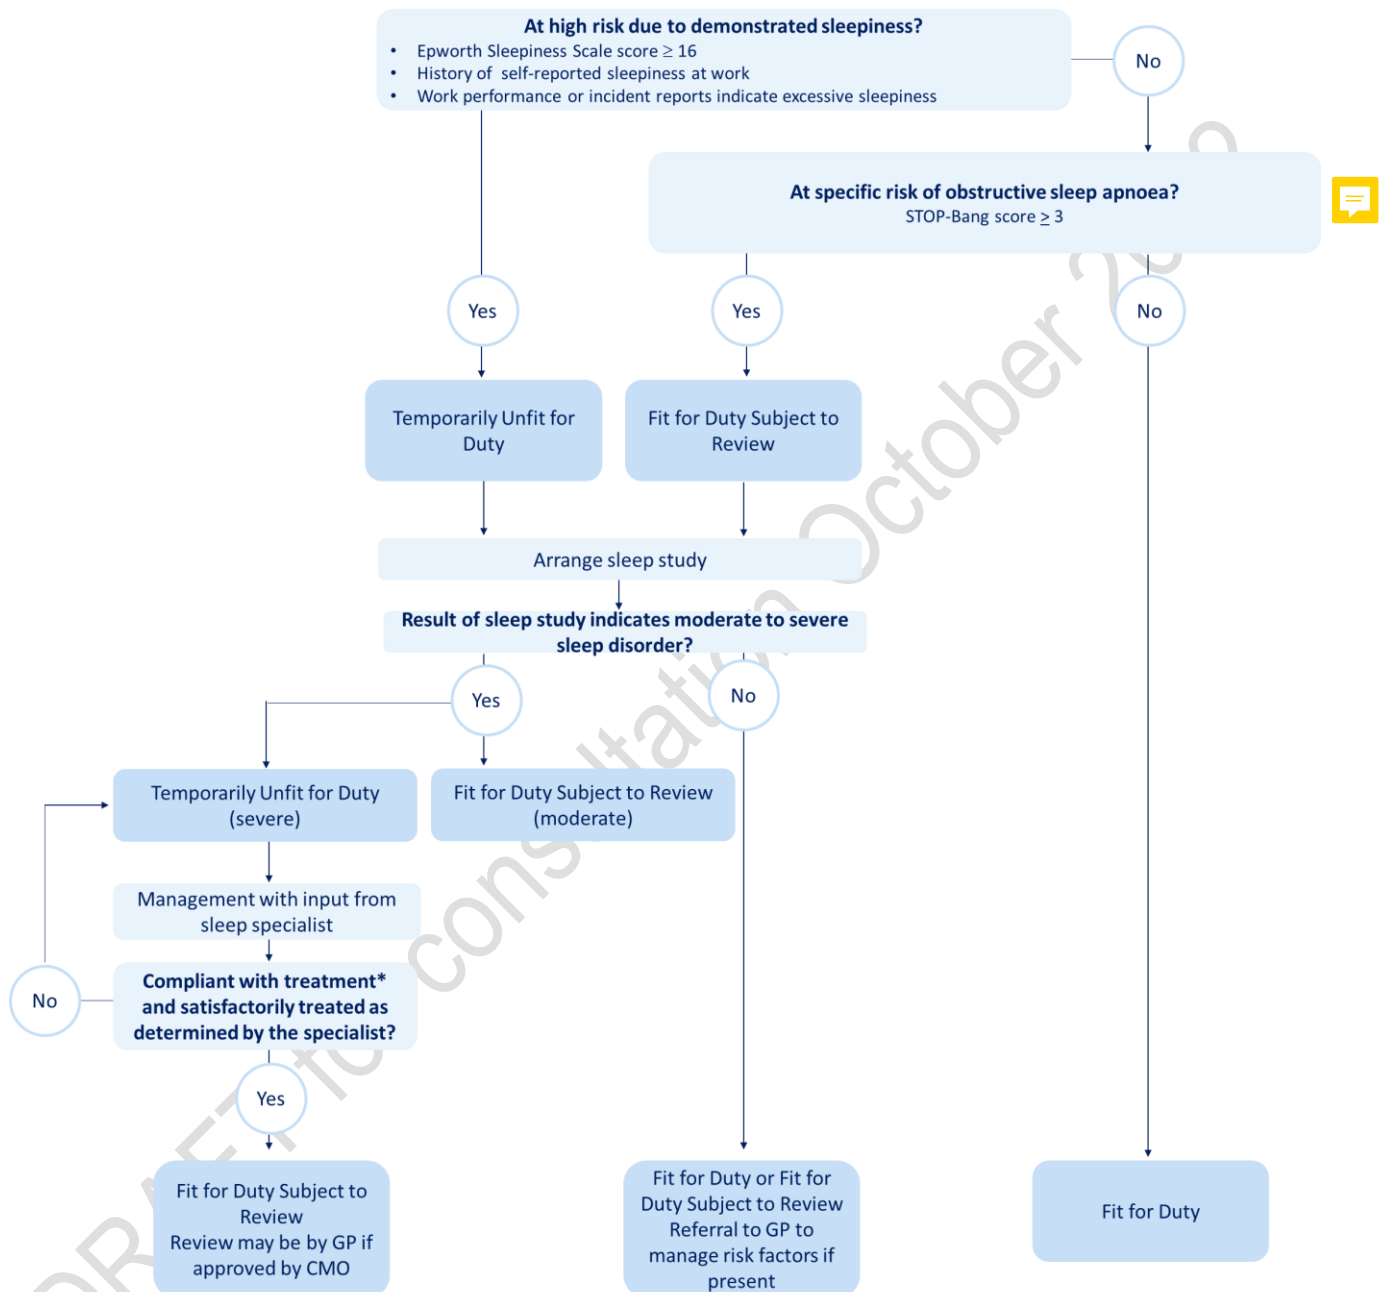 At high risk due to demonstrated sleepiness?
• Epworth Sleepiness Scale score ≥ 16
• History of self-reported sleepiness at work
• Work performance or incident reports indicate excessive sleepiness
No
At specific risk of obstructive sleep apnoea?
STOP-Bang score ≥ 3
Yes
Yes
No
Temporarily Unfit for
Duty
Fit for Duty Subject to
Review
Arrange sleep study
Result of sleep study indicates moderate to severe
sleep disorder?
Yes
No
Temporarily Unfit for Duty
(severe)
Fit for Duty Subject to Review
(moderate)
Management with input from
sleep specialist
Compliant with treatment*
and satisfactorily treated as
determined by the specialist?
No
Yes
Fit for Duty Subject to
Review
Review may be by GP if
approved by CMO
Fit for Duty or Fit for
Duty Subject to Review
Referral to GP to
manage risk factors if
present
Fit for Duty
DRAFT for consultation October